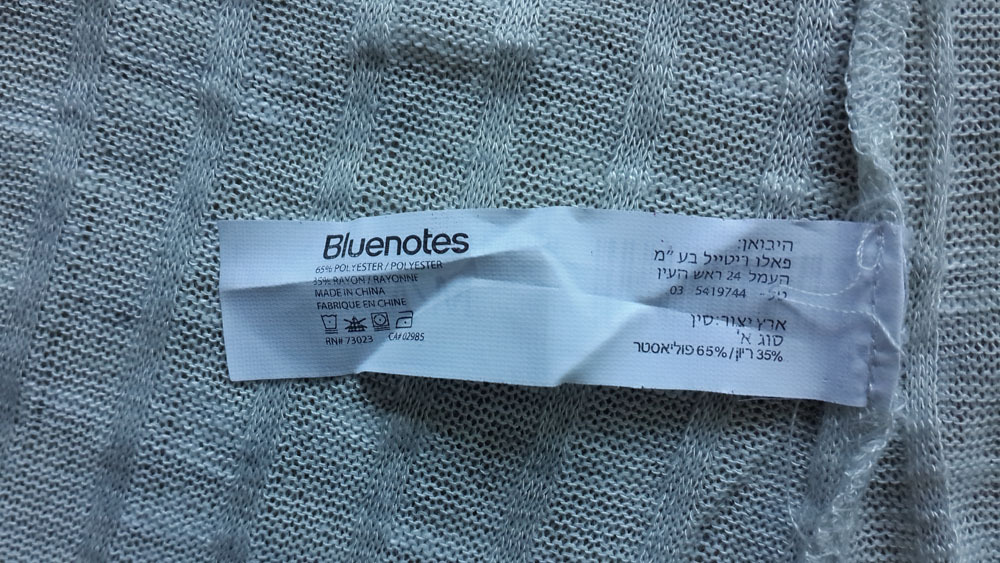 Bluenotes
65% POLYESTER / POLYESTER
35% RAYON / RAYONNE
MADE IN CHINA
FABRIQUE EN CHINE
RN# 73023 CA# 02985
היבואן:
פאלו ריטייל בע "מ
העמל 24 ראש העין
טל- 03 5419744
ארץ יצור:סין
סוג א'
35% ריון/ 65% פוליאסטר